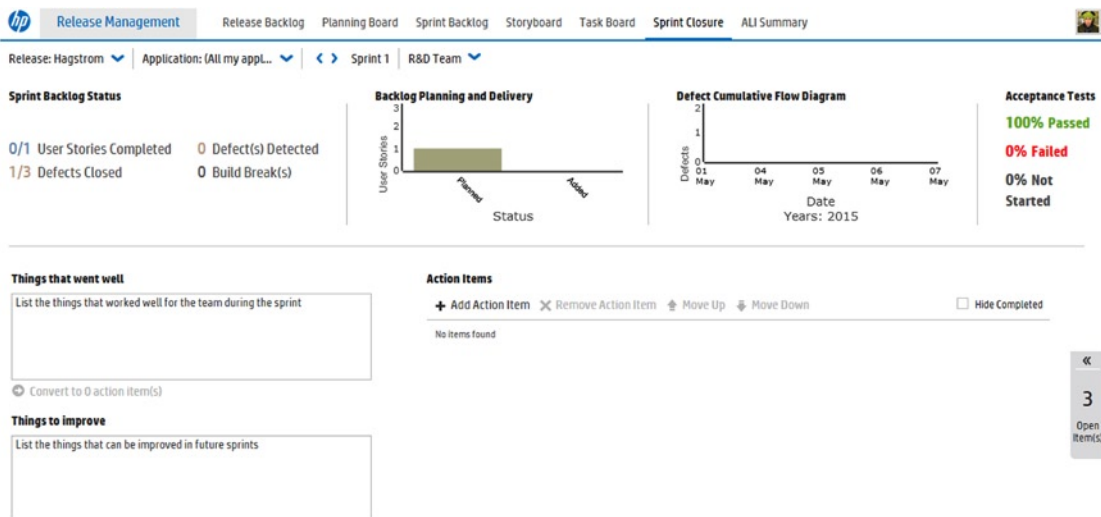 hp
Release Management
Release Backlog Planning Board Sprint Backlog Storyboard Task Board Sprint Closure ALI Summary
Release: Hagstrom Application: (All my appl... Sprint 1 R&D Team
Sprint Backlog Status
0/1 User Stories Completed 0 Defect(s) Detected
1/3 Defects Closed 0 Build Break(s)
Backlog Planning and Delivery
3
2
1
0
User Stories
Planned Added
Status
Defect Cumulative Flow Diagram
2
1
0
Defects
01 04 05 06 07
May May May May May
Date
Years: 2015
Acceptance Tests
100% Passed
0% Failed
0% Not
Started
Things that went well
List the things that worked well for the team during the sprint
Convert to 0 action item(s)
Things to improve
List the things that can be improved in future sprints
Action Items
+ Add Action Item Remove Action Item Move Up Move Down Hide Completed
No items found
«
3
Open
Item(s